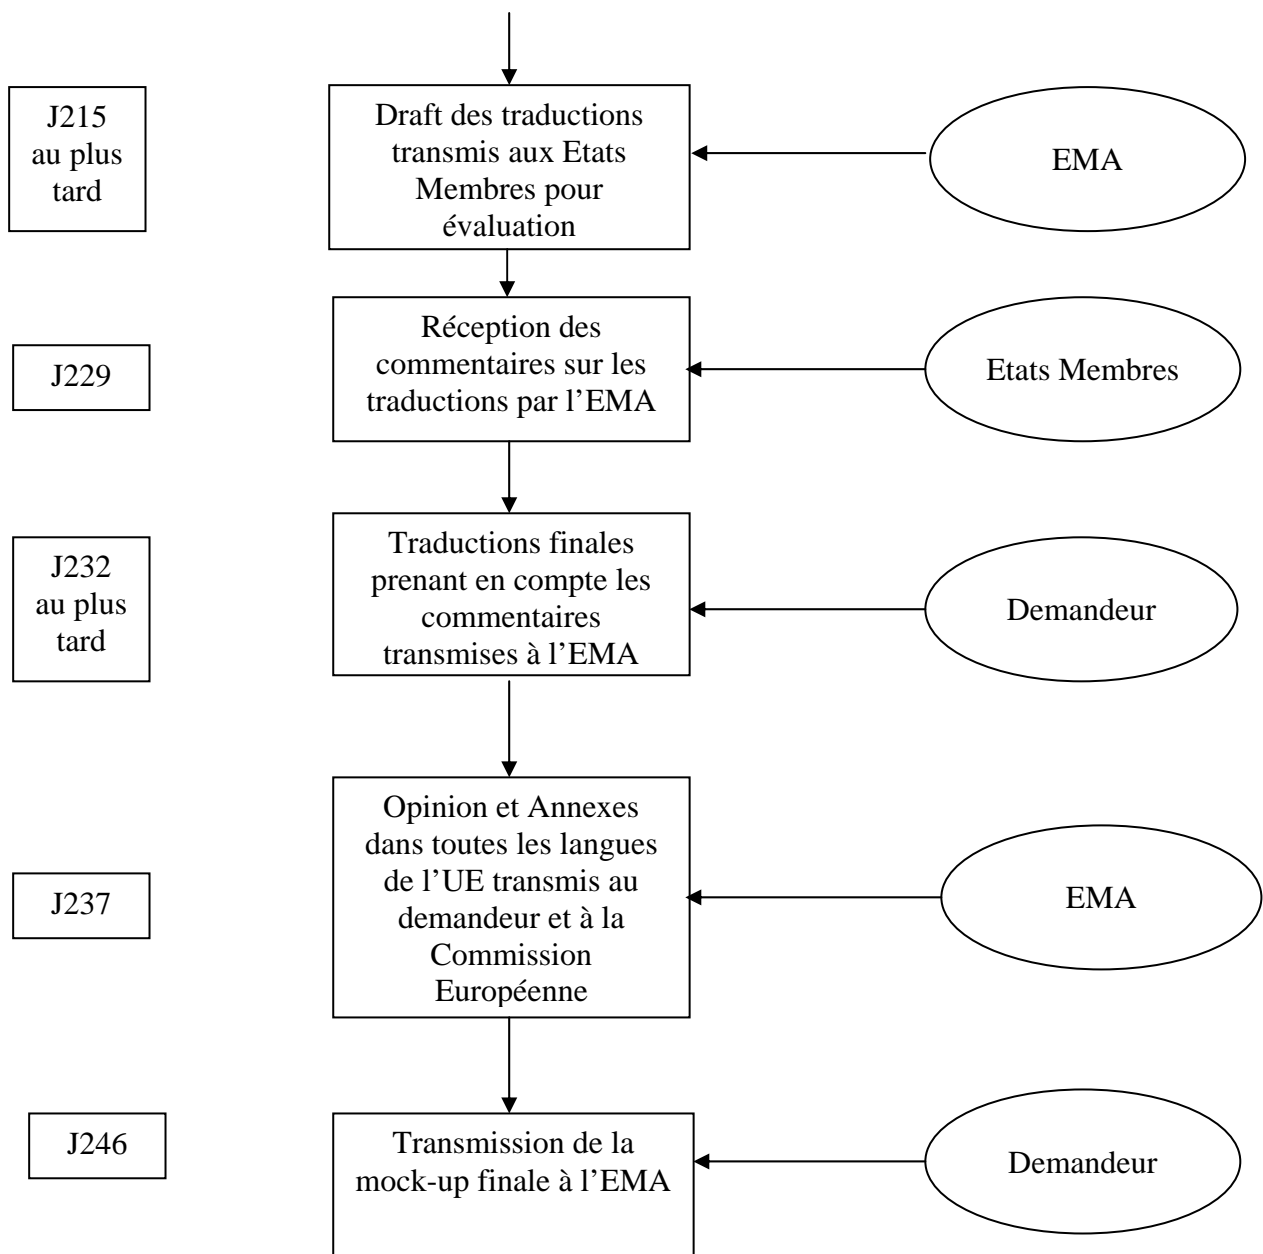 J215
au plus
tard
Draft des traductions
transmis aux Etats
Membres pour
évaluation
EMA
J229
Réception des
commentaires sur les
traductions par l’EMA
Etats Membres
J232
au plus
tard
Traductions finales
prenant en compte les
commentaires
transmises à l’EMA
Demandeur
J237
Opinion et Annexes
dans toutes les langues
de l’UE transmis au
demandeur et à la
Commission
Européenne
EMA
J246
Transmission de la
mock-up finale à l’EMA
Demandeur